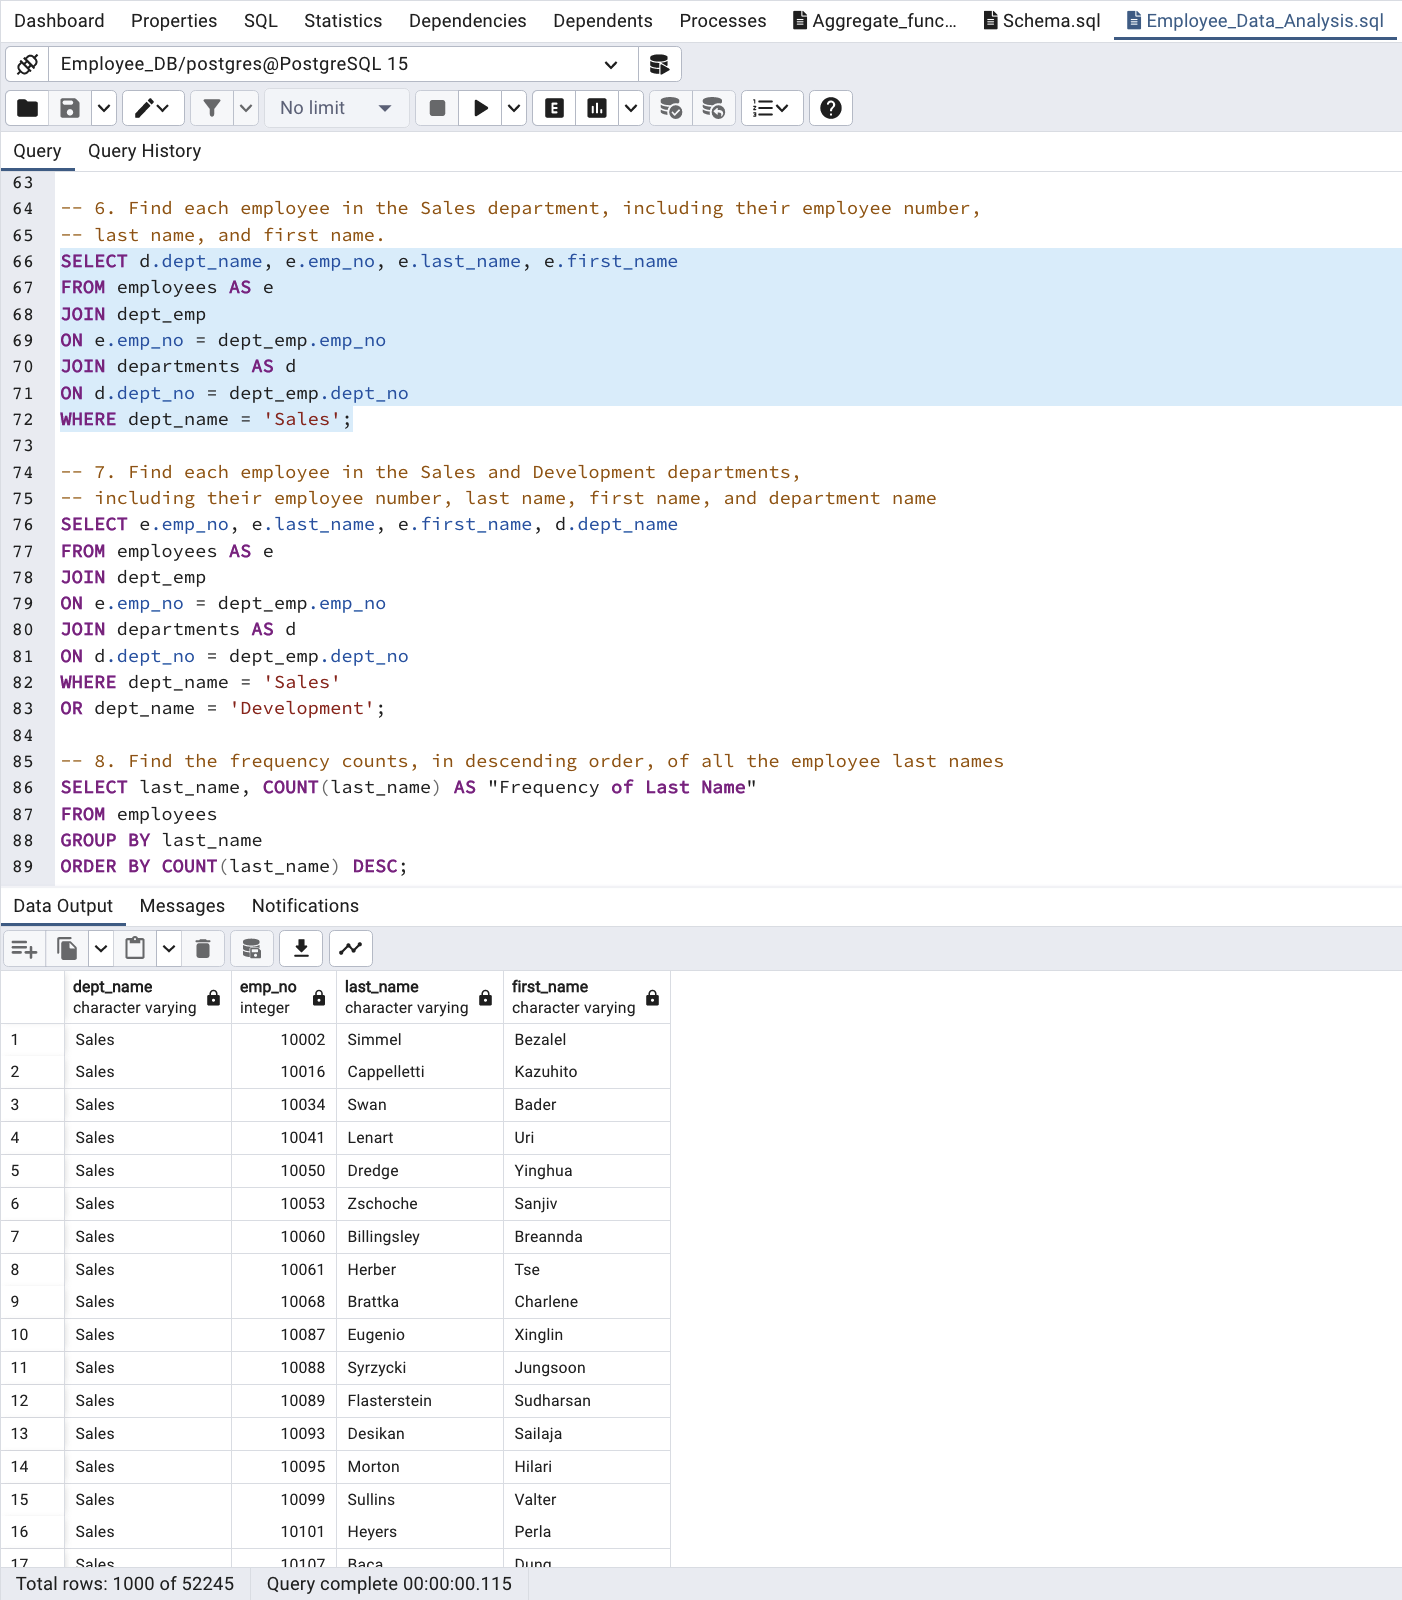 Dashboard Properties SQL Statistics Dependencies Dependents Processes Aggregate_func... Schema.sql Employee_Data_Analysis.sql
Employee_DB/postgres@PostgreSQL 15
No limit
Query Query History
63
64 -- 6. Find each employee in the Sales department, including their employee number,
65 -- last name, and first name.
66 SELECT d.dept_name, e.emp_no, e.last_name, e.first_name
67 FROM employees AS e
68 JOIN dept_emp
69 ON e.emp_no = dept_emp.emp_no
70 JOIN departments AS d
71 ON d.dept_no = dept_emp.dept_no
72 WHERE dept_name = 'Sales';
73
74 -- 7. Find each employee in the Sales and Development departments,
75 -- including their employee number, last name, first name, and department name
76 SELECT e.emp_no, e.last_name, e.first_name, d.dept_name
77 FROM employees AS e
78 JOIN dept_emp
79 ON e.emp_no = dept_emp.emp_no
80 JOIN departments AS d
81 ON d.dept_no = dept_emp.dept_no
82 WHERE dept_name = 'Sales'
83 OR dept_name = 'Development';
84
85 -- 8. Find the frequency counts, in descending order, of all the employee last names
86 SELECT last_name, COUNT(last_name) AS "Frequency of Last Name"
87 FROM employees
88 GROUP BY last_name
89 ORDER BY COUNT(last_name) DESC;
Data Output Messages Notifications
dept_name emp_no last_name first_name
character varying integer character varying character varying
1 Sales 10002 Simmel Bezalel
2 Sales 10016 Cappelletti Kazuhito
3 Sales 10034 Swan Bader
4 Sales 10041 Lenart Uri
5 Sales 10050 Dredge Yinghua
6 Sales 10053 Zschoche Sanjiv
7 Sales 10060 Billingsley Breannda
8 Sales 10061 Herber Tse
9 Sales 10068 Brattka Charlene
10 Sales 10087 Eugenio Xinglin
11 Sales 10088 Syrzycki Jungsoon
12 Sales 10089 Flasterstein Sudharsan
13 Sales 10093 Desikan Sailaja
14 Sales 10095 Morton Hilari
15 Sales 10099 Sullins Valter
16 Sales 10101 Heyers Perla
17 Sales 10107 Baca Dung
Total rows: 1000 of 52245 Query complete 00:00:00.115